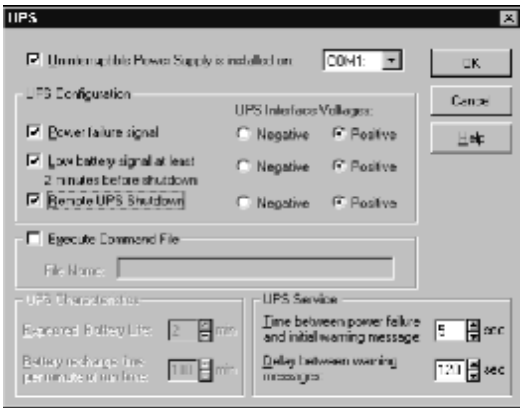 UPS
Uninterruptible Power Supply is installed on: COM1:
OK
UPS Configuration
Cancel
UPS Interface Voltages:
Power failure signal Negative Positive
Help
Low battery signal at least
2 minutes before shutdown Negative Positive
Remote UPS Shutdown Negative Positive
Execute Command File
File Name:
UPS Characteristics
UPS Service
Expected Battery Life: 2 min
Time between power failure
and initial warning message: 5 sec
Battery recharge time
per minute of run time: 100 min
Delay between warning
messages: 120 sec